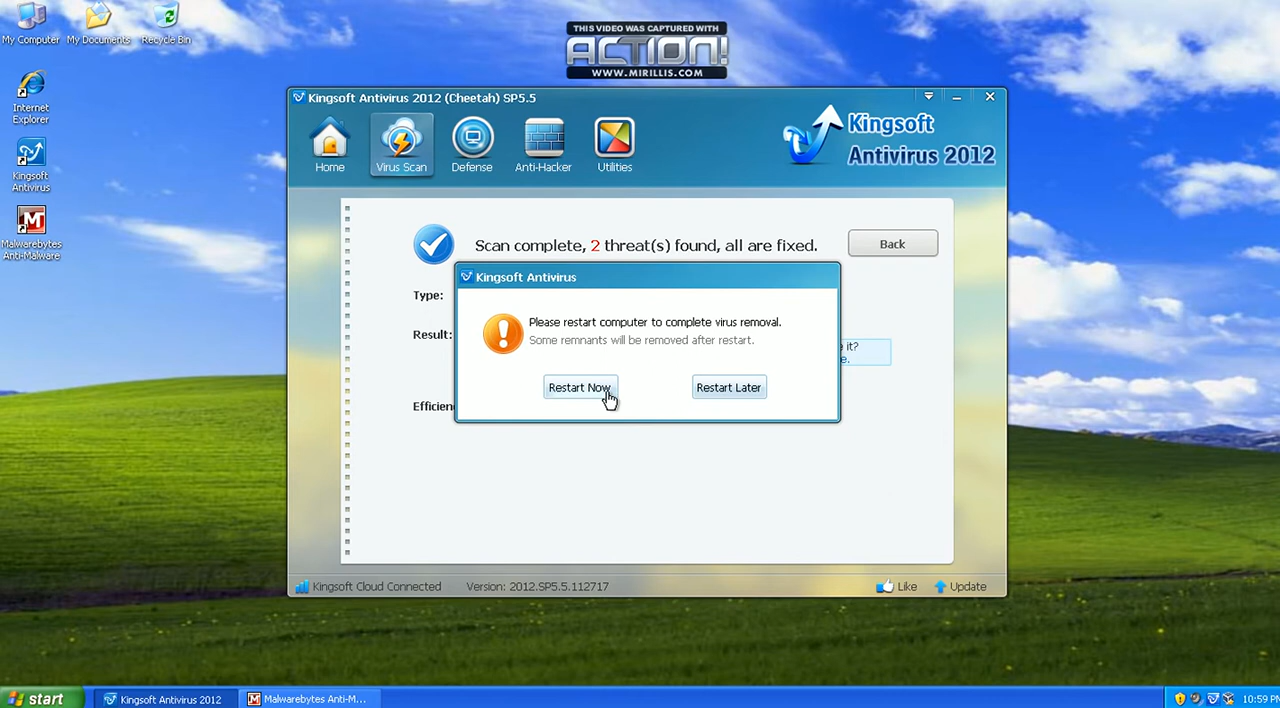 My Computer
My Documents
Recycle Bin
Internet
Explorer
Kingsoft
Antivirus
Malwarebytes
Anti-Malware
THIS VIDEO WAS CAPTURED WITH
ACTION!
WWW.MIRILLIS.COM
Kingsoft Antivirus 2012 (Cheetah) SP5.5
Home
Virus Scan
Defense
Anti-Hacker
Utilities
Kingsoft
Antivirus 2012
Scan complete, 2 threat(s) found, all are fixed.
Back
Type:
Result:
Efficien
Kingsoft Antivirus
Please restart computer to complete virus removal.
Some remnants will be removed after restart.
Restart Now
Restart Later
e it?
e.
Kingsoft Cloud Connected
Version: 2012.SP5.5.112717
Like
Update
start
Kingsoft Antivirus 2012
Malwarebytes Anti-M...
10:59 PM